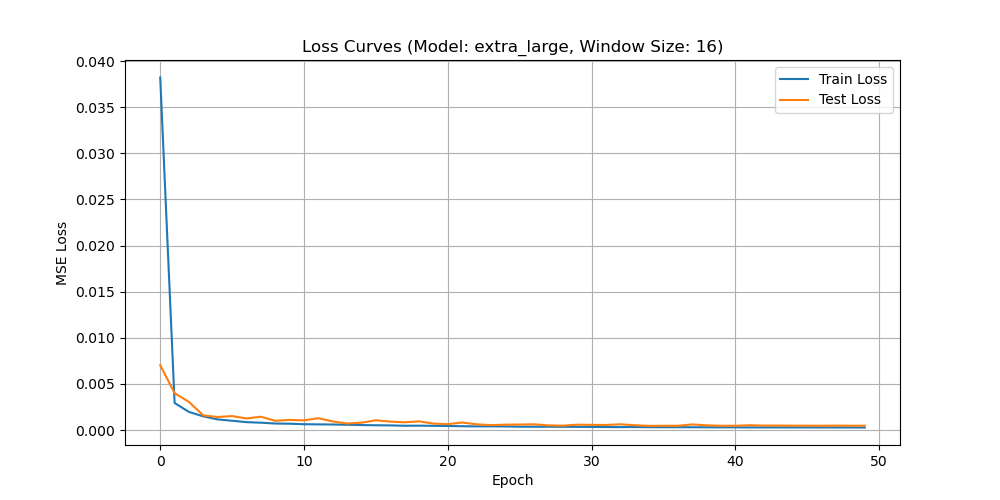 Loss Curves (Model: extra_large, Window Size: 16)
0.040
0.035
0.030
0.025
0.020
0.015
0.010
0.005
0.000
MSE Loss
Train Loss
Test Loss
0 10 20 30 40 50
Epoch